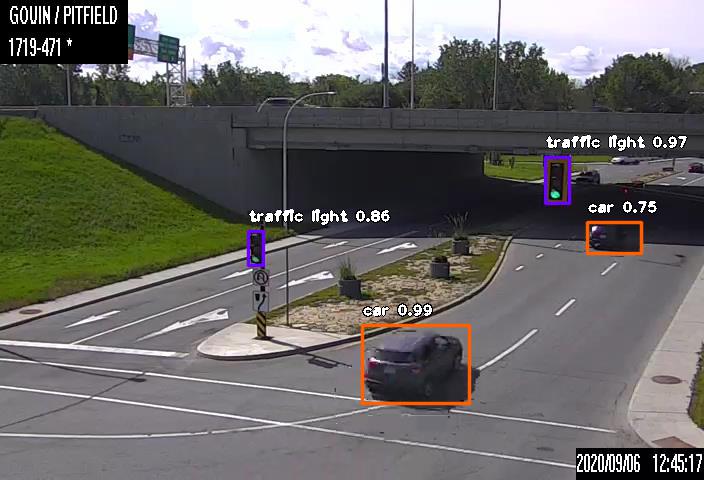 GOUIN / PITFIELD
1719-471 *
traffic light 0.97
car 0.75
traffic light 0.86
car 0.99
2020/09/06 12:45:17